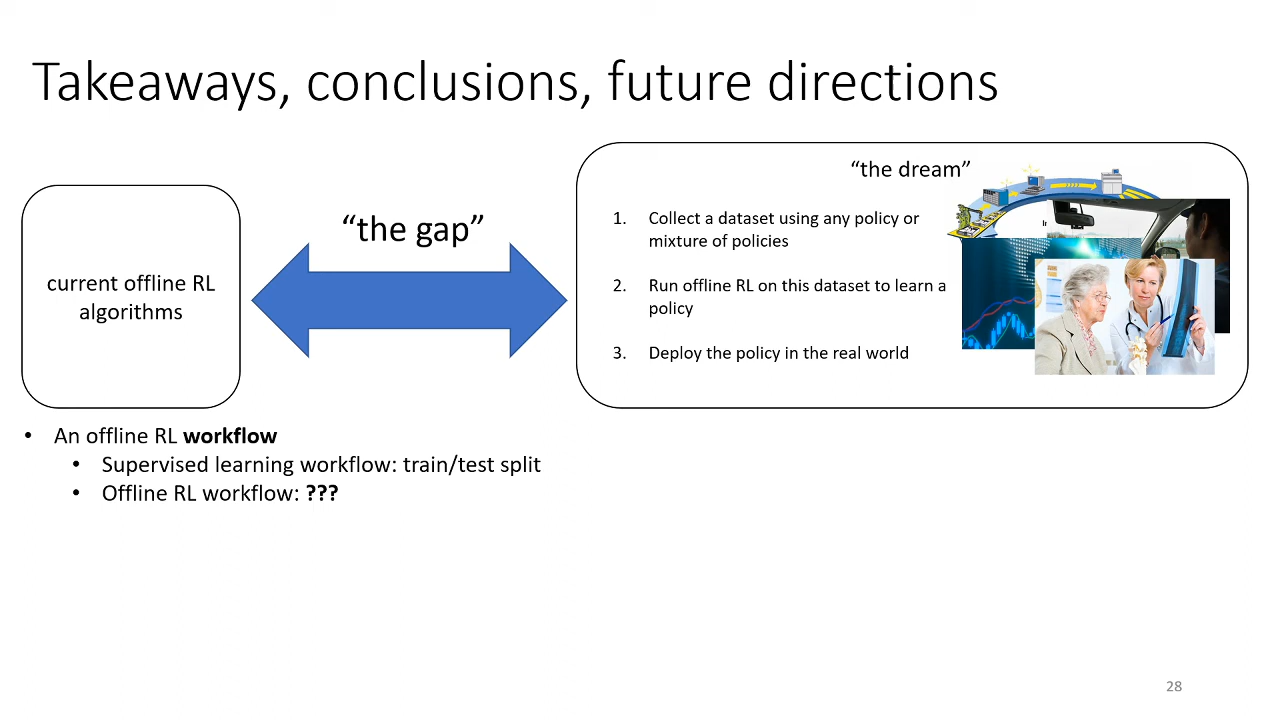 Takeaways, conclusions, future directions
current offline RL
algorithms
“the gap”
“the dream”
1. Collect a dataset using any policy or
mixture of policies
2. Run offline RL on this dataset to learn a
policy
3. Deploy the policy in the real world
• An offline RL workflow
• Supervised learning workflow: train/test split
• Offline RL workflow: ???
28